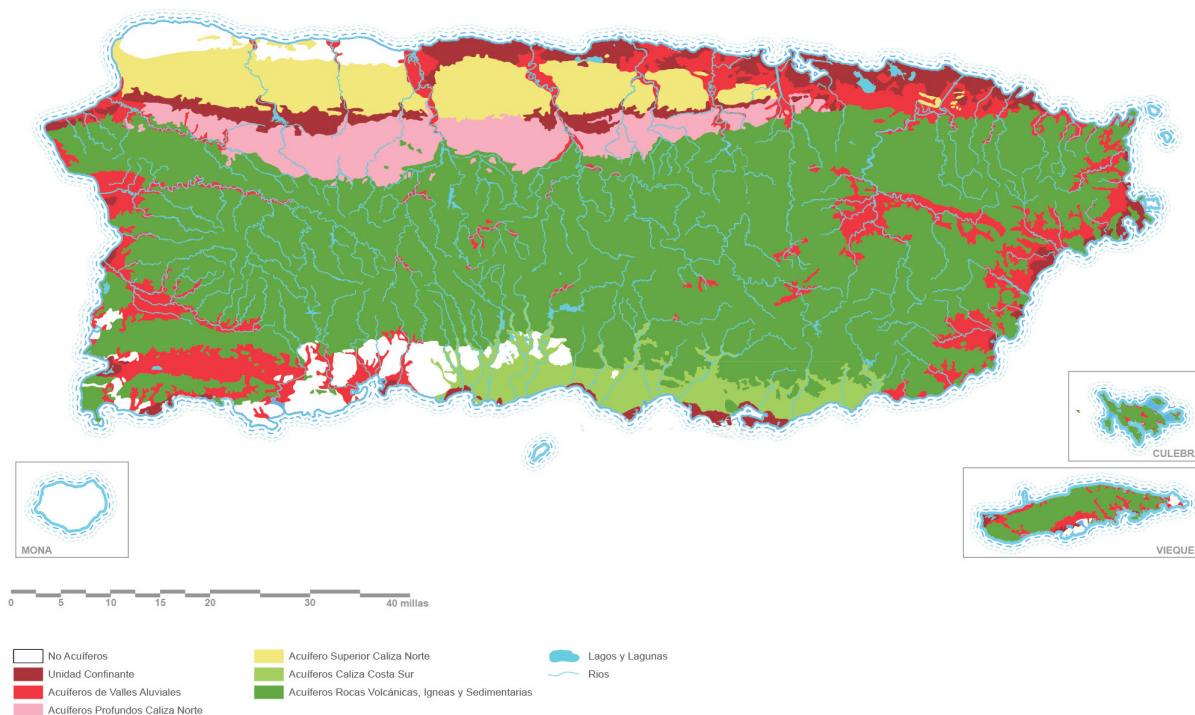 CULEBR
MONA
VIEQUE
0 5 10 15 20 30 40 millas
No Acuíferos
Unidad Confinante
Acuíferos de Valles Aluviales
Acuíferos Profundos Caliza Norte
Acuífero Superior Caliza Norte
Acuíferos Caliza Costa Sur
Acuíferos Rocas Volcánicas, Igneas y Sedimentarias
Lagos y Lagunas
Rios